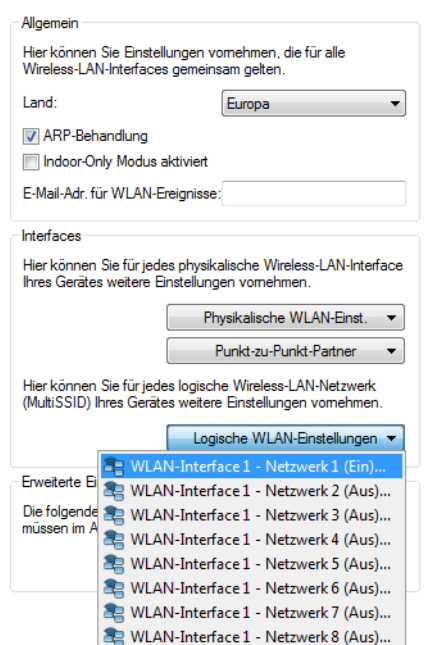 Allgemein
Hier können Sie Einstellungen vornehmen, die für alle
Wireless-LAN-Interfaces gemeinsam gelten.
Land:
Europa
ARP-Behandlung
Indoor-Only Modus aktiviert
E-Mail-Adr. für WLAN-Ereignisse:
Interfaces
Hier können Sie für jedes physikalische Wireless-LAN-Interface
Ihres Gerätes weitere Einstellungen vornehmen.
Physikalische WLAN-Einst.
Punkt-zu-Punkt-Partner
Hier können Sie für jedes logische Wireless-LAN-Netzwerk
(MultiSSID) Ihres Gerätes weitere Einstellungen vornehmen.
Logische WLAN-Einstellungen
WLAN-Interface 1 - Netzwerk 1 (Ein)...
Erweiterte Ei
WLAN-Interface 1 - Netzwerk 2 (Aus)...
Die folgende
WLAN-Interface 1 - Netzwerk 3 (Aus)...
müssen im A
WLAN-Interface 1 - Netzwerk 4 (Aus)...
WLAN-Interface 1 - Netzwerk 5 (Aus)...
WLAN-Interface 1 - Netzwerk 6 (Aus)...
WLAN-Interface 1 - Netzwerk 7 (Aus)...
WLAN-Interface 1 - Netzwerk 8 (Aus)...